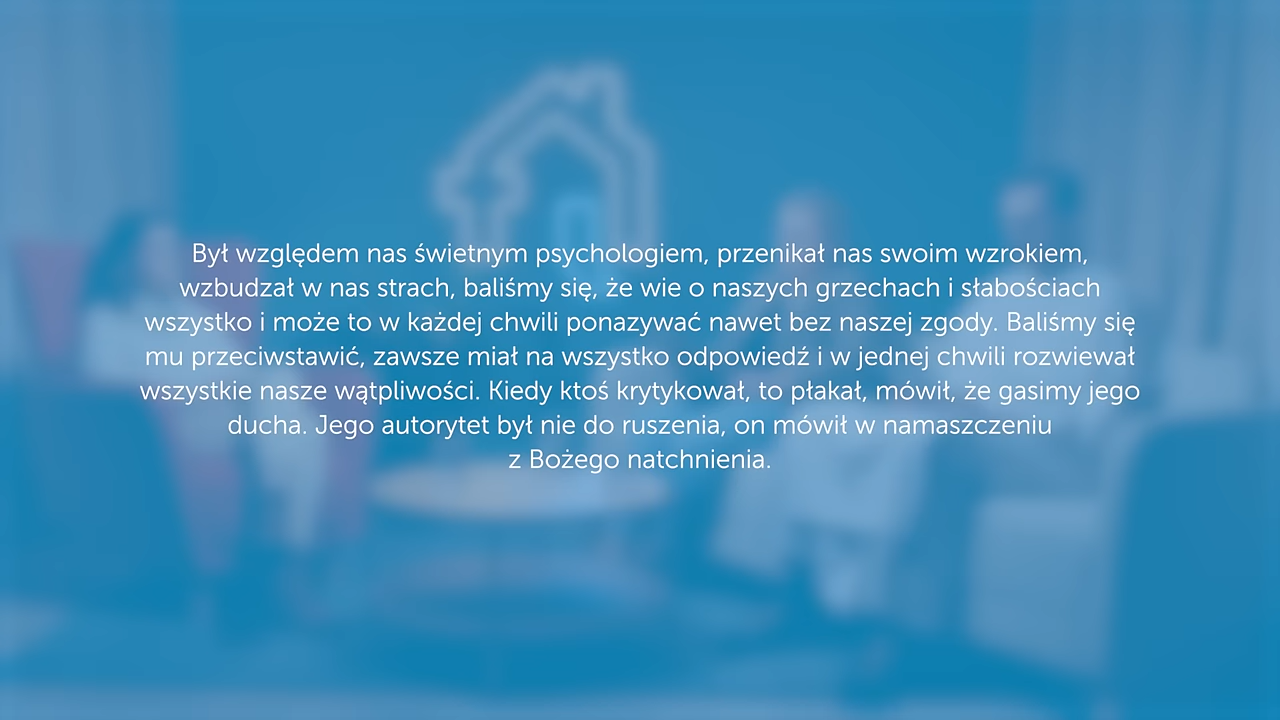 Był względem nas świetnym psychologiem, przenikał nas swoim wzrokiem,
wzbudzał w nas strach, baliśmy się, że wie o naszych grzechach i słabościach
wszystko i może to w każdej chwili ponazywać nawet bez naszej zgody. Baliśmy się
mu przeciwstawić, zawsze miał na wszystko odpowiedź i w jednej chwili rozwiewał
wszystkie nasze wątpliwości. Kiedy ktoś krytykował, to płakał, mówił, że gasimy jego
ducha. Jego autorytet był nie do ruszenia, on mówił w namaszczeniu
z Bożego natchnienia.